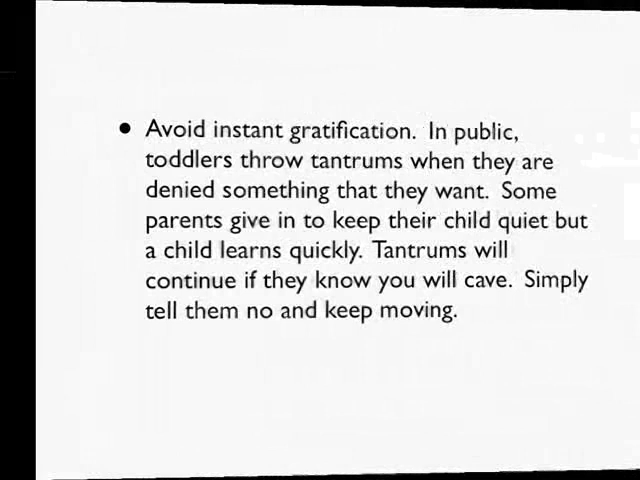 • Avoid instant gratification. In public,
toddlers throw tantrums when they are
denied something that they want. Some
parents give in to keep their child quiet but
a child learns quickly. Tantrums will
continue if they know you will cave. Simply
tell them no and keep moving.